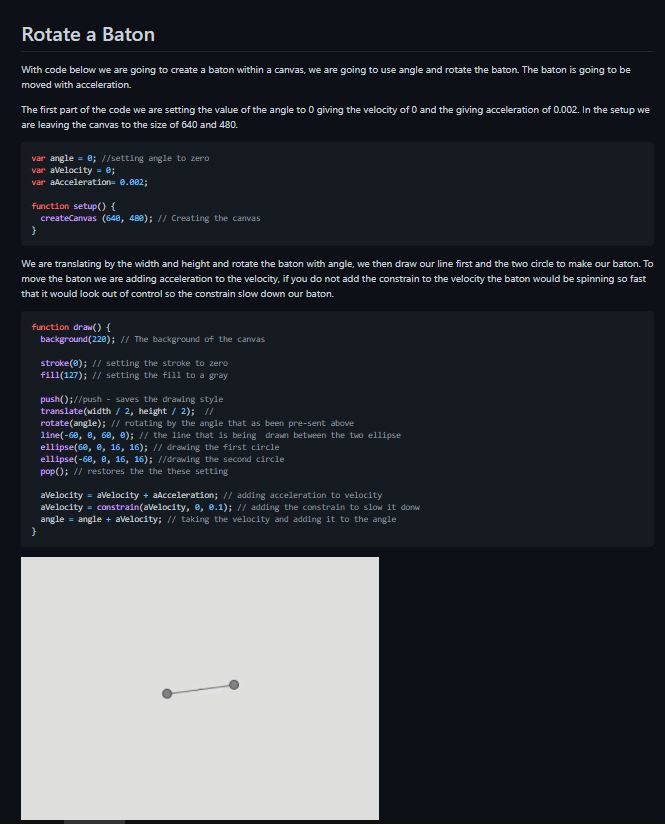 Rotate a Baton
With code below we are going to create a baton within a canvas, we are going to use angle and rotate the baton. The baton is going to be
moved with acceleration.
The first part of the code we are setting the value of the angle to 0 giving the velocity of 0 and the giving acceleration of 0.002. In the setup we
are leaving the canvas to the size of 640 and 480.
var angle = 0; //setting angle to zero
var aVelocity = 0;
var aAcceleration= 0.002;
function setup() {
createCanvas (640, 480); // Creating the canvas
}
We are translating by the width and height and rotate the baton with angle, we then draw our line first and the two circle to make our baton. To
move the baton we are adding acceleration to the velocity, if you do not add the constrain to the velocity the baton would be spinning so fast
that it would look out of control so the constrain slow down our baton.
function draw() {
background(220); // The background of the canvas
stroke(0); // setting the stroke to zero
fill(127); // setting the fill to a gray
push();//push - saves the drawing style
translate(width / 2, height / 2);  //
rotate(angle); // rotating by the angle that as been pre-sent above
line(-60, 0, 60, 0); // the line that is being  drawn between the two ellipse
ellipse(60, 0, 16, 16); // drawing the first circle
ellipse(-60, 0, 16, 16); //drawing the second circle
pop(); // restores the the these setting
aVelocity = aVelocity + aAcceleration; // adding acceleration to velocity
aVelocity = constrain(aVelocity, 0, 0.1); // adding the constrain to slow it donw
angle = angle + aVelocity; // taking the velocity and adding it to the angle
}